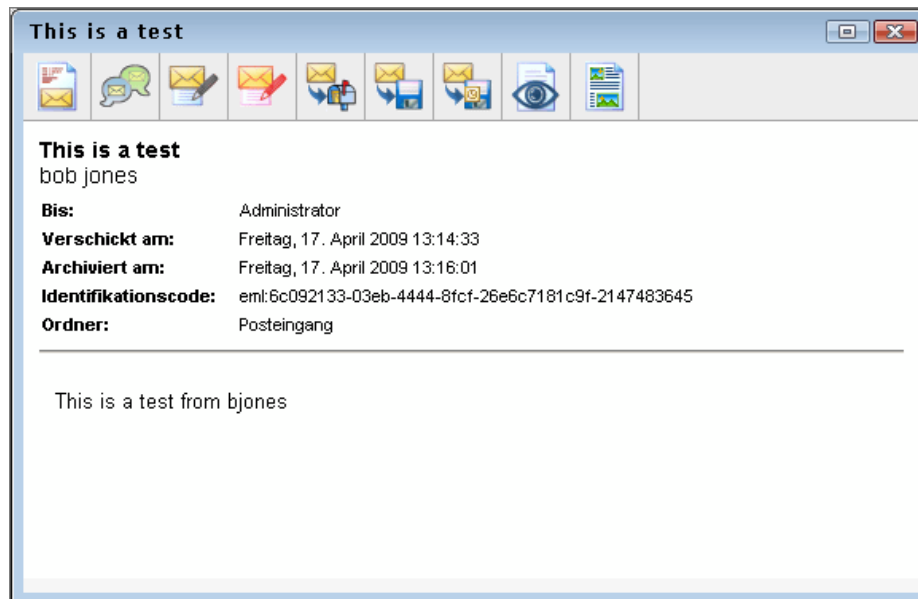 This is a test
This is a test
bob jones
Bis: Administrator
Verschickt am: Freitag, 17. April 2009 13:14:33
Archiviert am: Freitag, 17. April 2009 13:16:01
Identifikationscode: eml:6c092133-03eb-4444-8fcf-26e6c7181c9f-2147483645
Ordner: Posteingang
This is a test from bjones